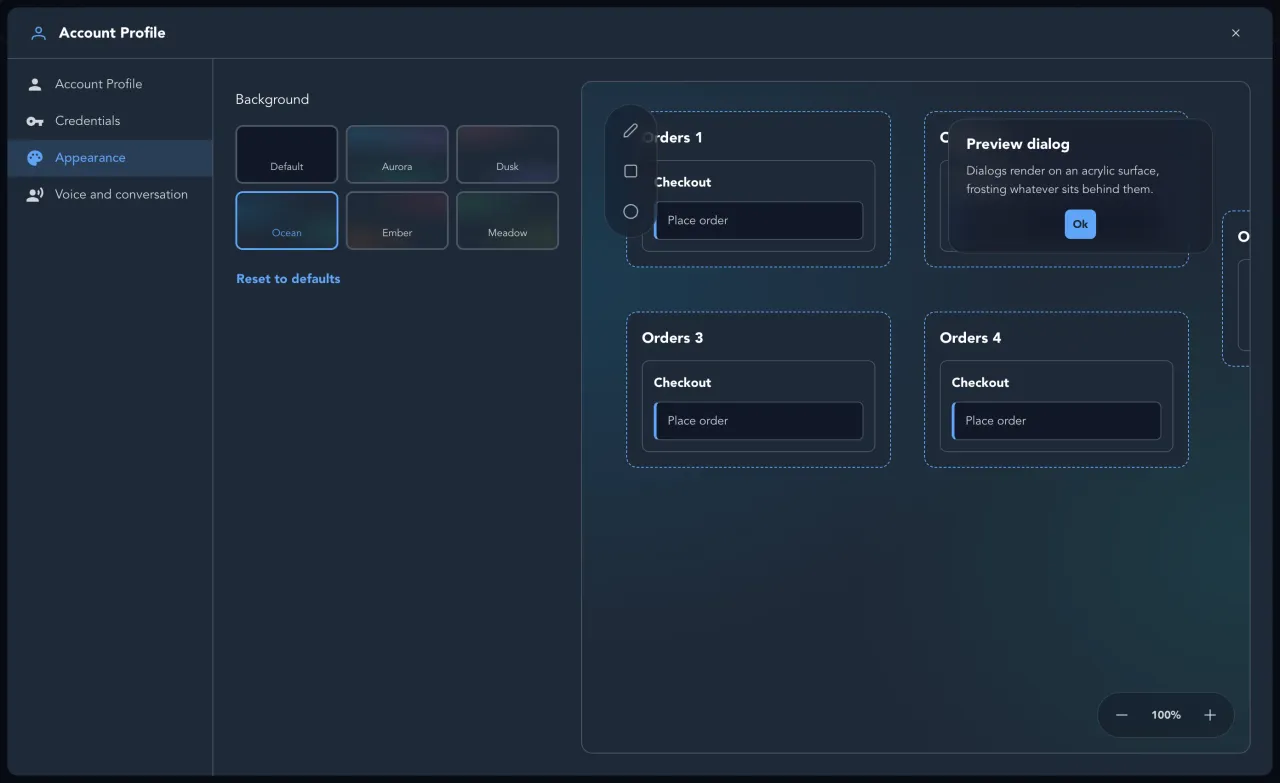 Account Profile
Account Profile
Credentials
Appearance
Voice and conversation
Background
Default
Aurora
Dusk
Ocean
Ember
Meadow
Reset to defaults
Orders 1
Checkout
Place order
Preview dialog
Dialogs render on an acrylic surface,
frosting whatever sits behind them.
Ok
Orders 3
Checkout
Place order
Orders 4
Checkout
Place order
100%